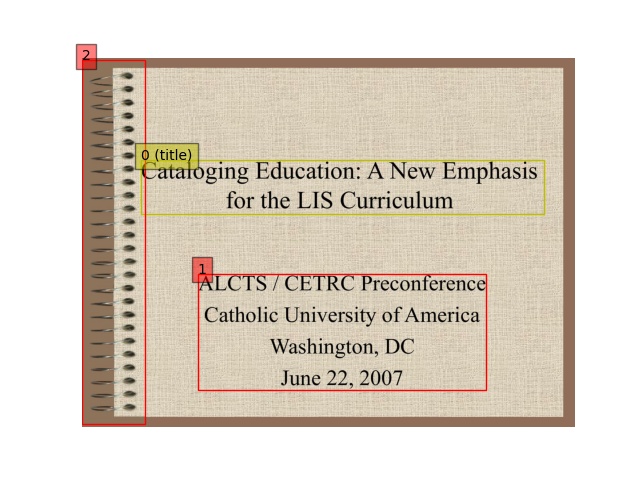 2
0 (title)
Cataloging Education: A New Emphasis
for the LIS Curriculum
1
ALCTS / CETRC Preconference
Catholic University of America
Washington, DC
June 22, 2007